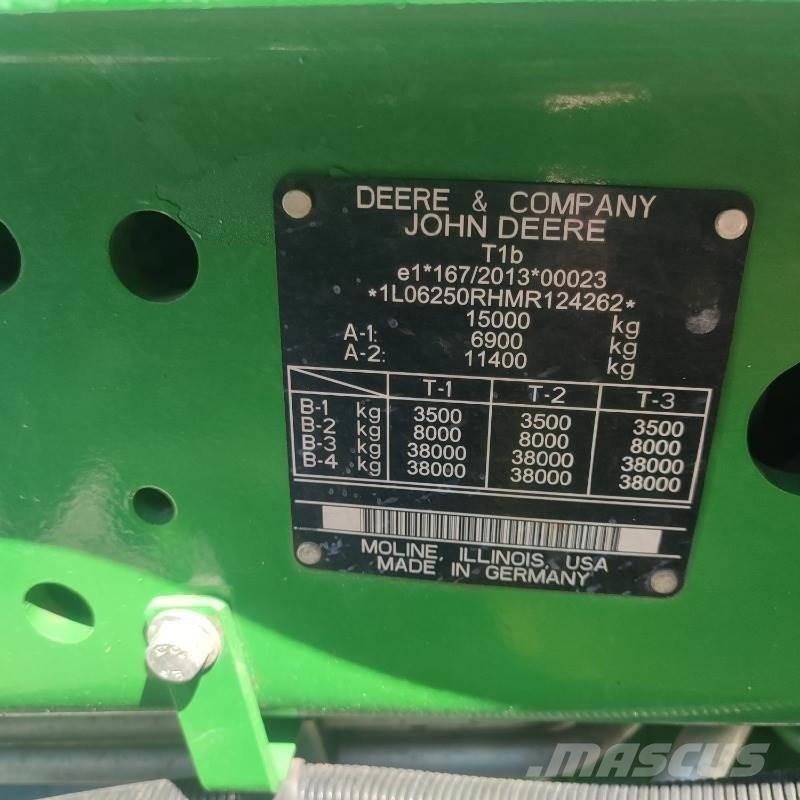 DEERE & COMPANY
JOHN DEERE
T1b
e1*167/2013*00023
*1L06250RHMR124262*
15000 kg
A-1: 6900 kg
A-2: 11400 kg
T-1 T-2 T-3
B-1 kg 3500 3500 3500
B-2 kg 8000 8000 8000
B-3 kg 38000 38000 38000
B-4 kg 38000 38000 38000
MOLINE, ILLINOIS, USA
MADE IN GERMANY
MASCUS